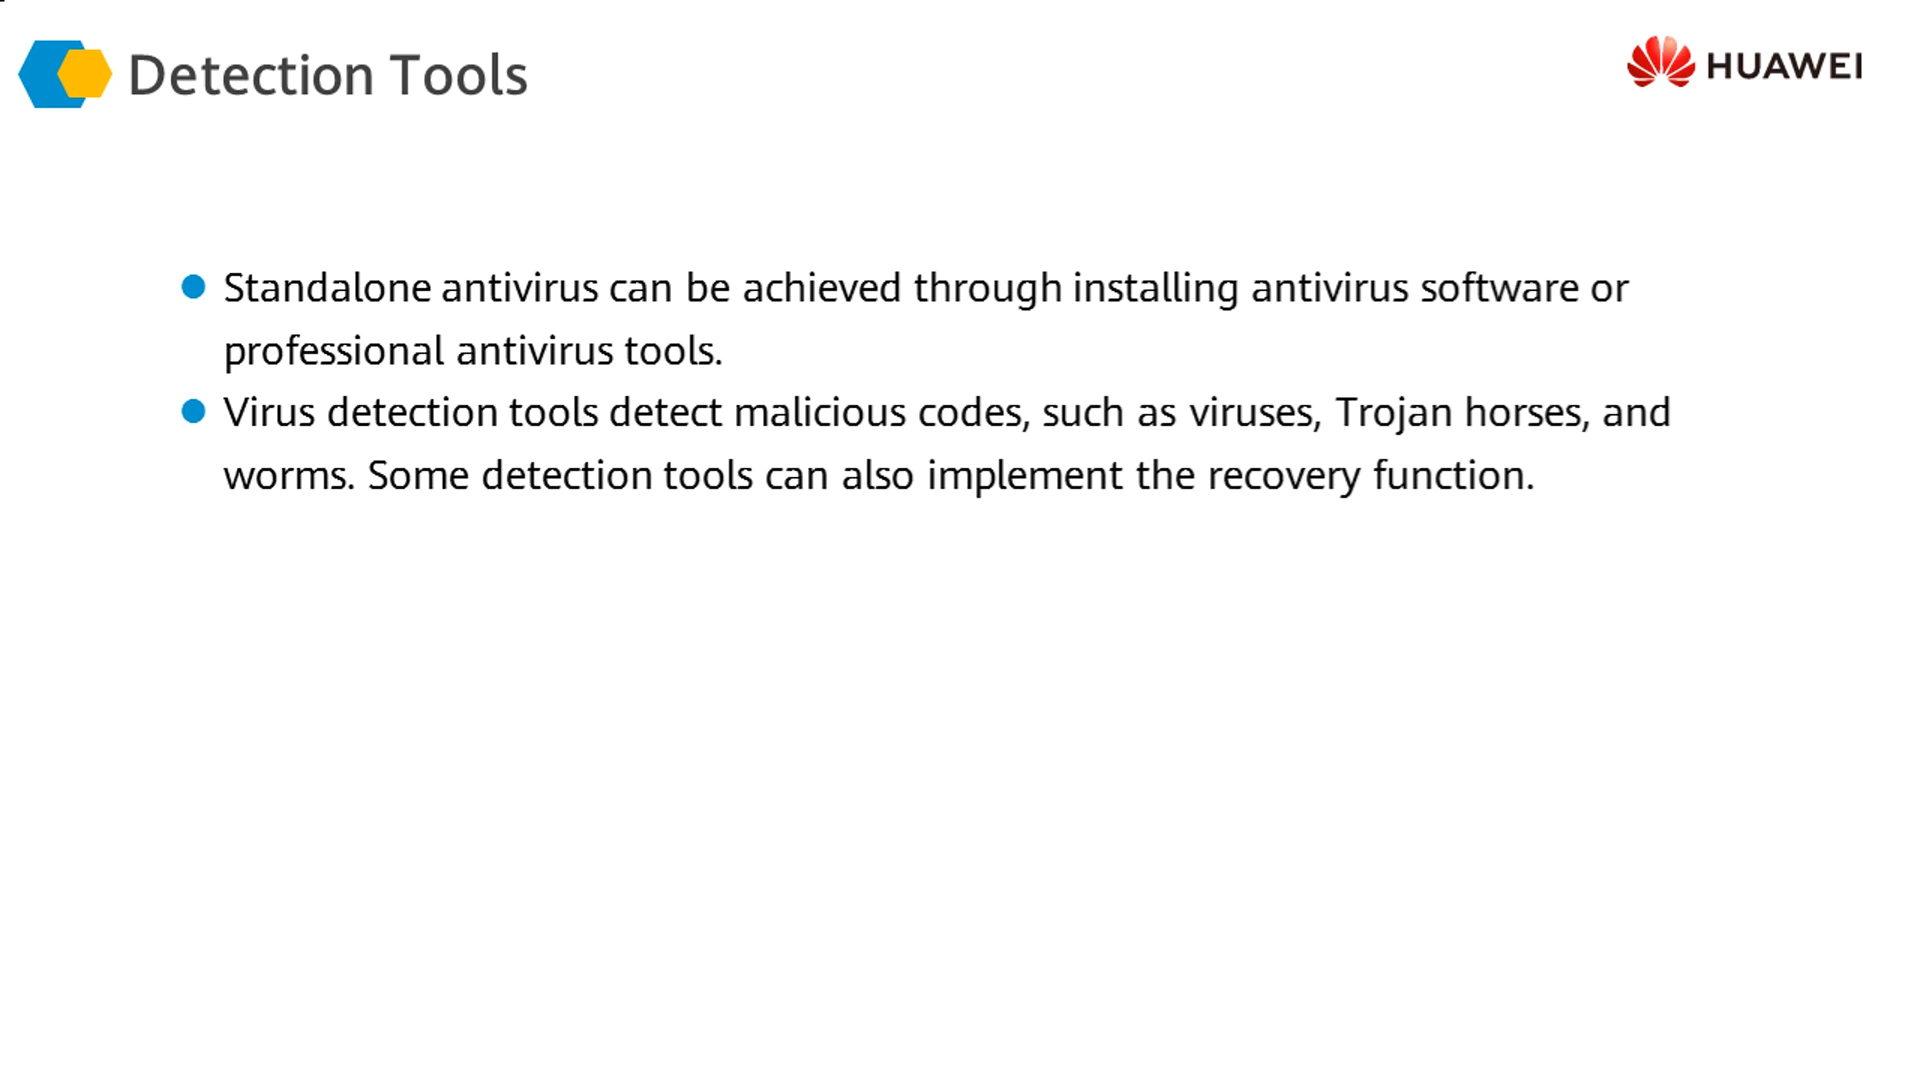 Detection Tools
HUAWEI
Standalone antivirus can be achieved through installing antivirus software or
professional antivirus tools.
Virus detection tools detect malicious codes, such as viruses, Trojan horses, and
worms. Some detection tools can also implement the recovery function.